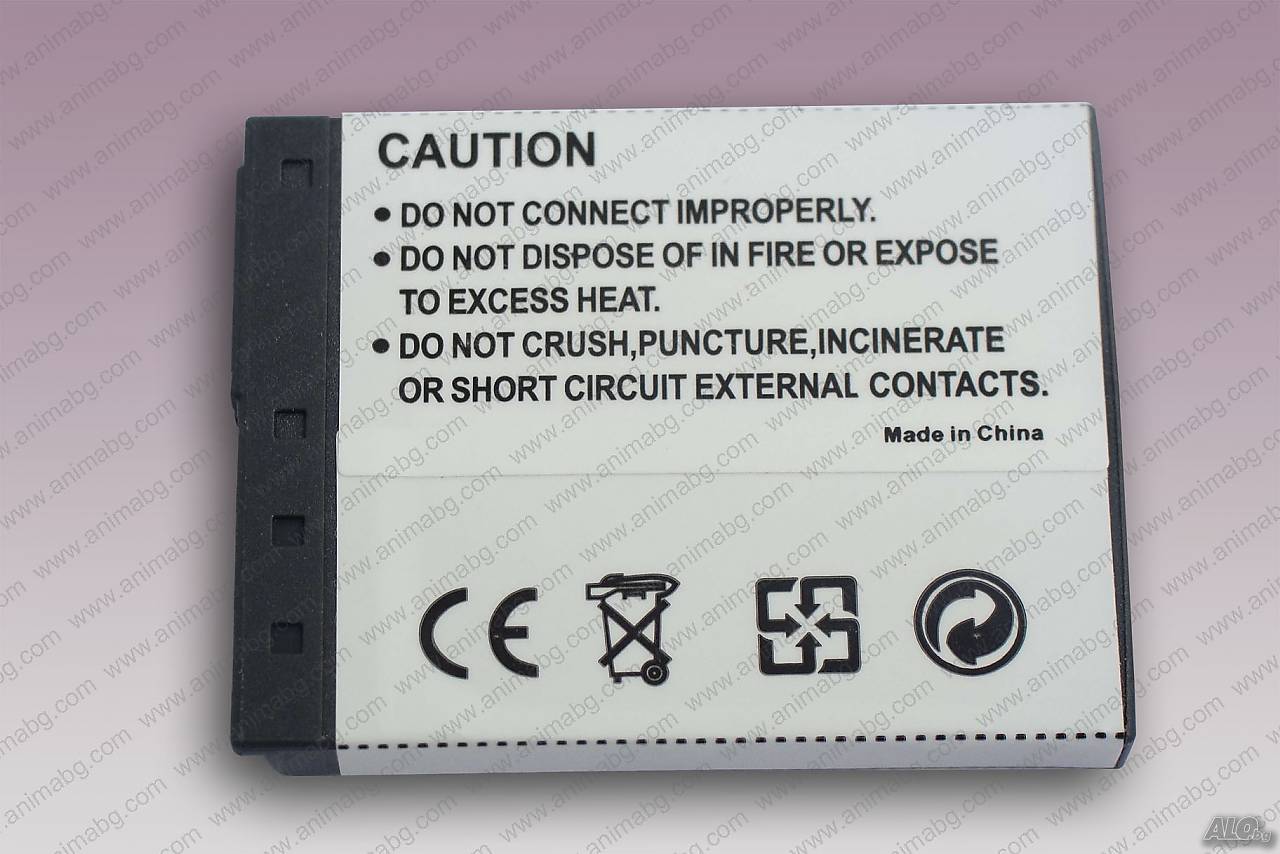 CAUTION
• DO NOT CONNECT IMPROPERLY.
• DO NOT DISPOSE OF IN FIRE OR EXPOSE
TO EXCESS HEAT.
• DO NOT CRUSH,PUNCTURE,INCINERATE
OR SHORT CIRCUIT EXTERNAL CONTACTS.
Made in China
CE
www.animabg.com
ALO.bg